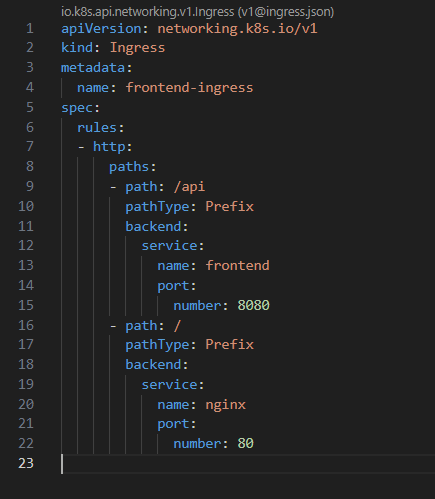 io.k8s.api.networking.v1.Ingress (v1@ingress.json)
1 apiVersion: networking.k8s.io/v1
2 kind: Ingress
3 metadata:
4   name: frontend-ingress
5 spec:
6   rules:
7   - http:
8       paths:
9       - path: /api
10         pathType: Prefix
11         backend:
12           service:
13             name: frontend
14             port:
15               number: 8080
16       - path: /
17         pathType: Prefix
18         backend:
19           service:
20             name: nginx
21             port:
22               number: 80
23